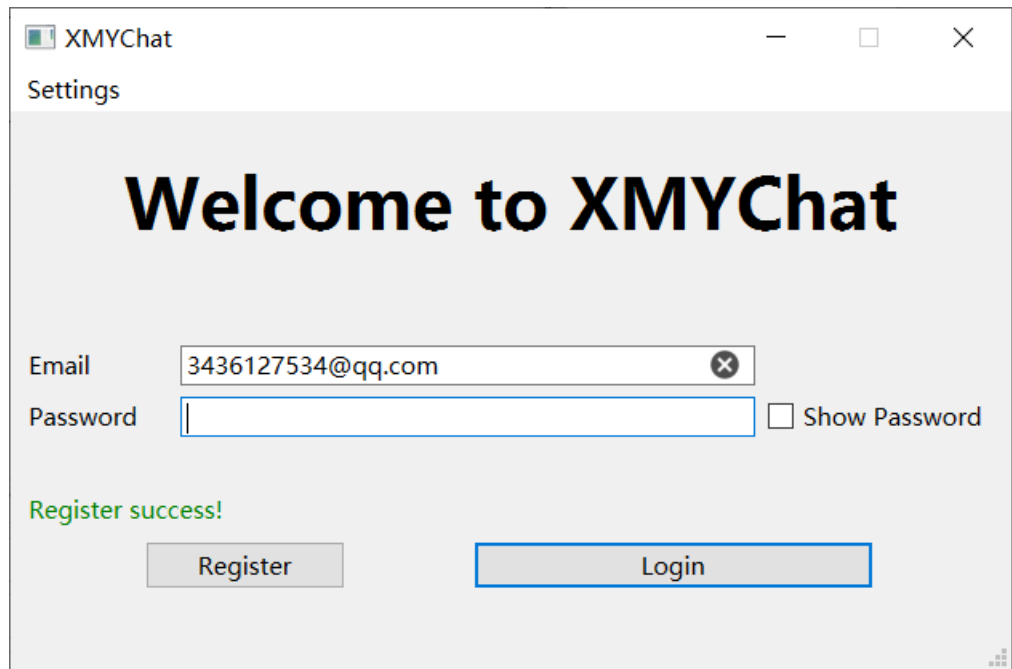 XMYChat
Settings
Welcome to XMYChat
Email 3436127534@qq.com
Password Show Password
Register success!
Register Login